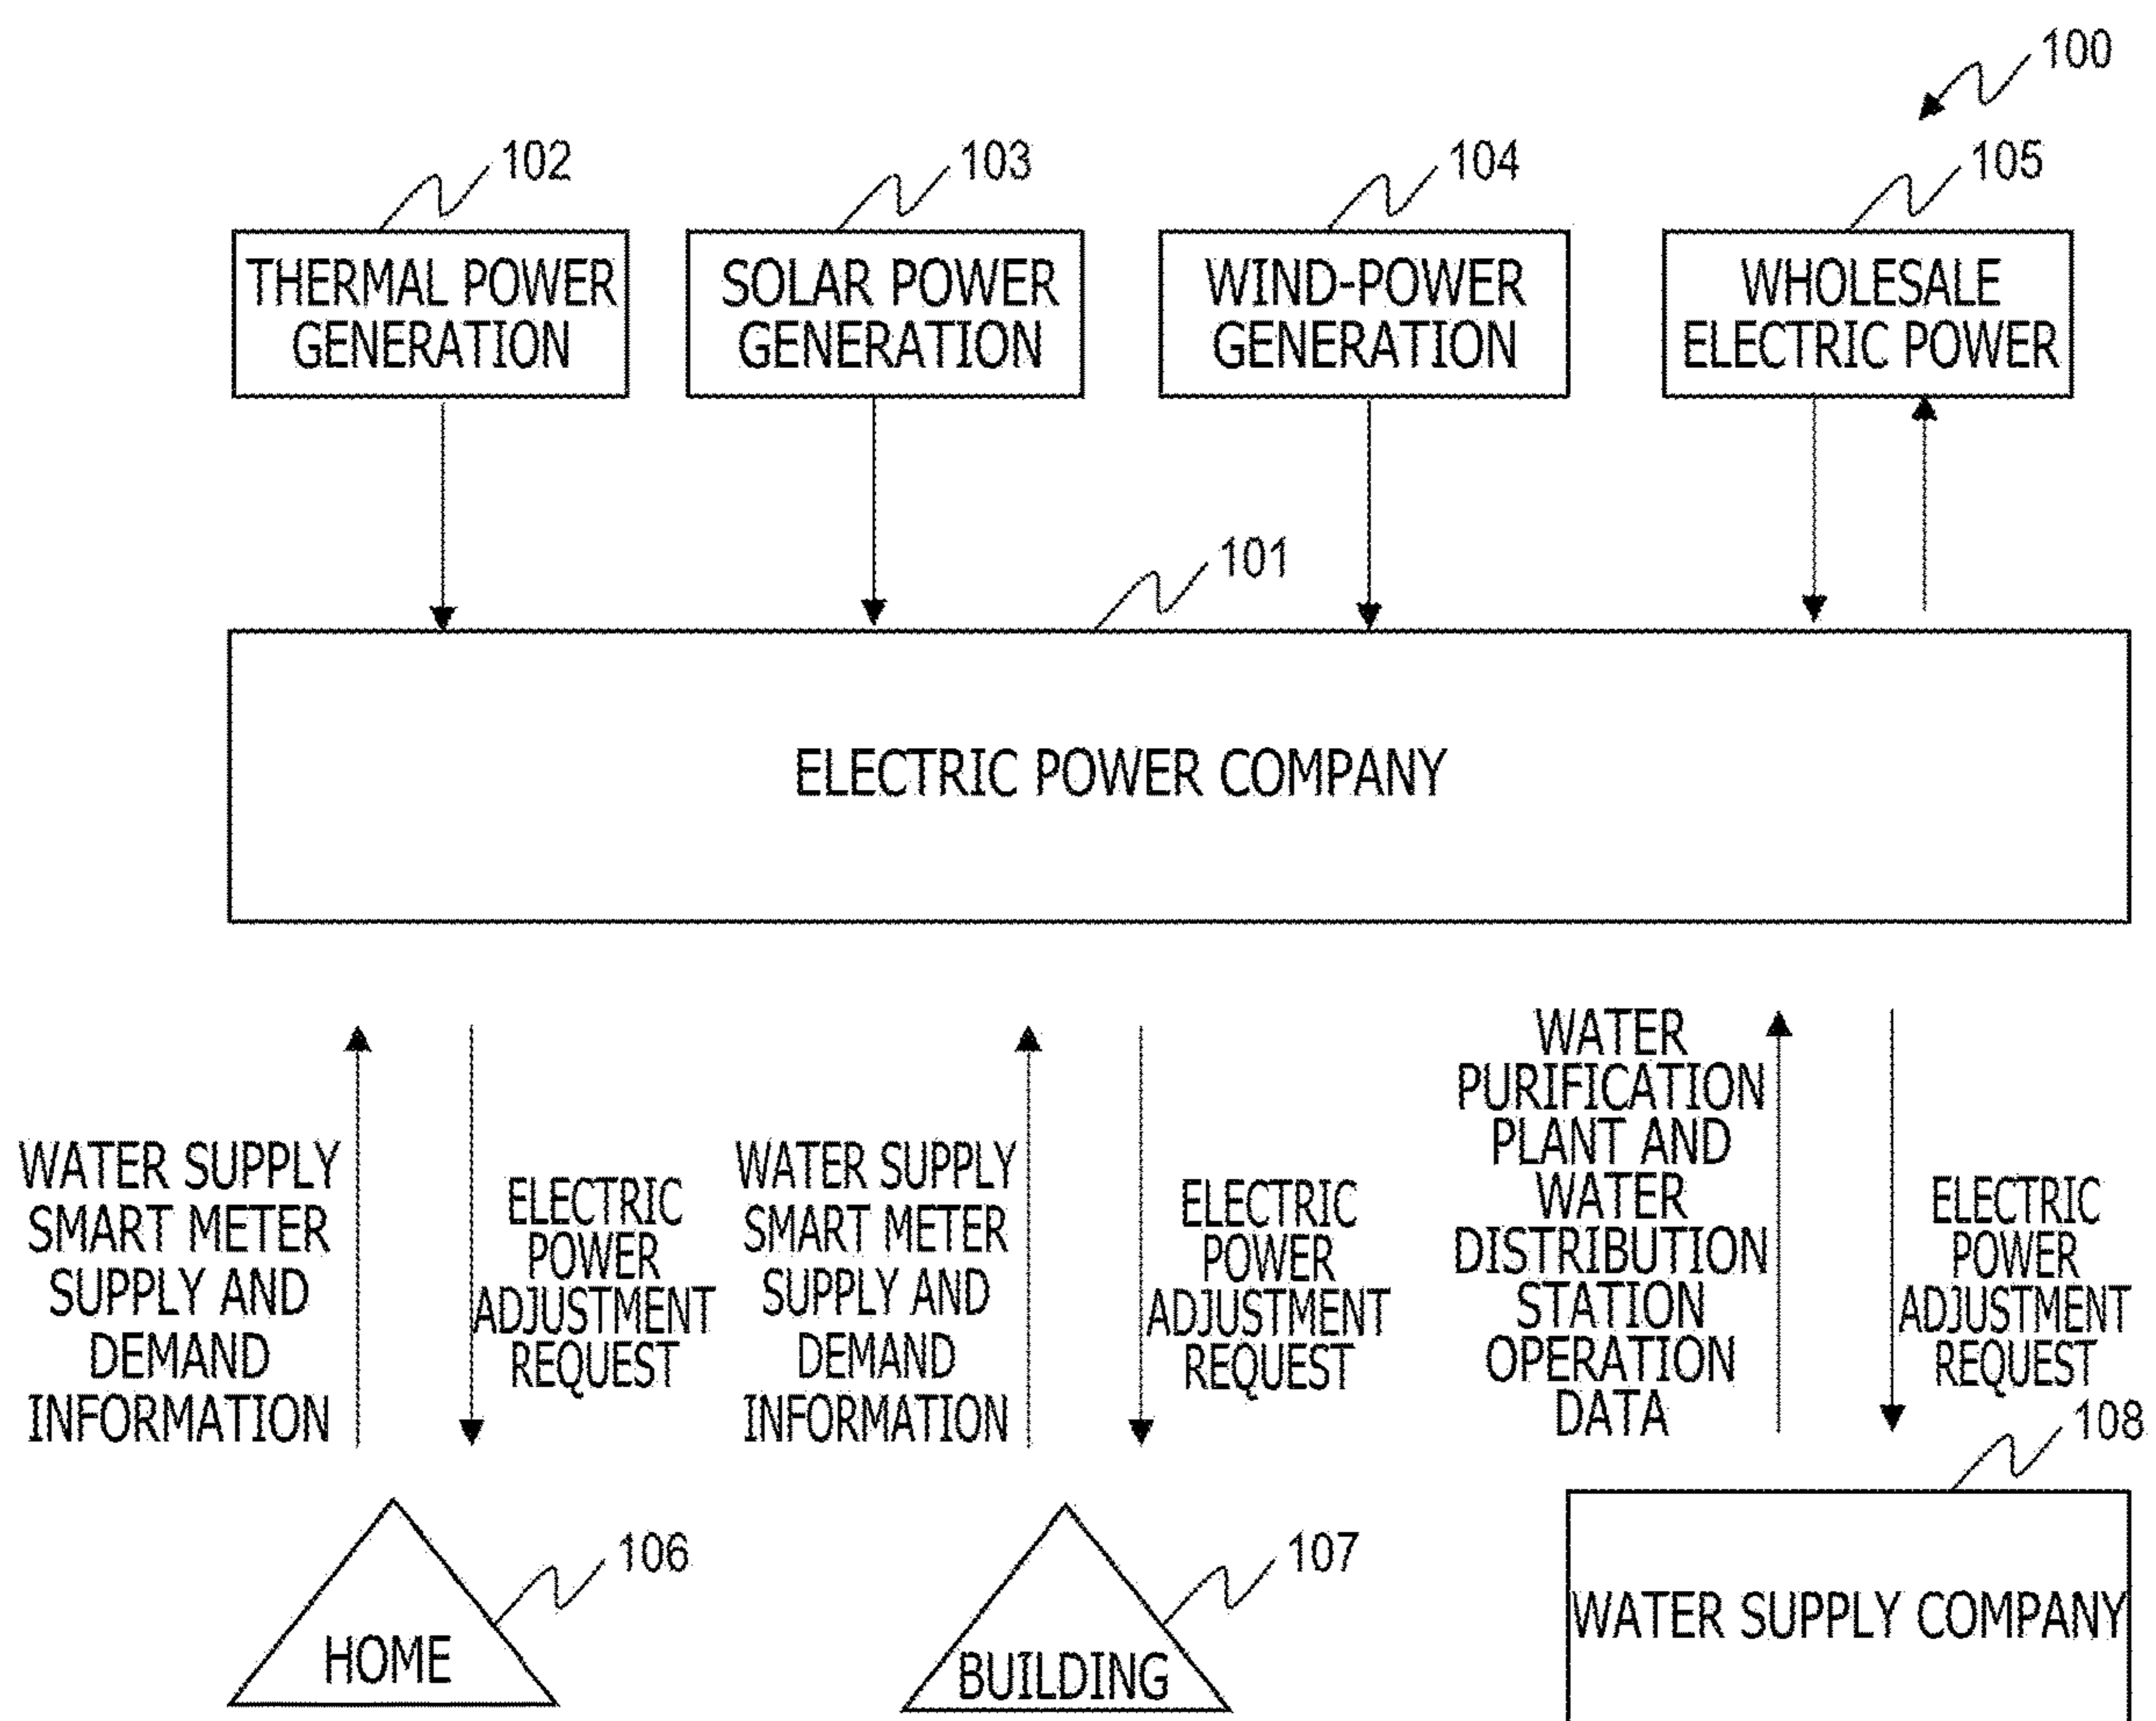 100
102
103
104
105
THERMAL POWER
GENERATION
SOLAR POWER
GENERATION
WIND-POWER
GENERATION
WHOLESALE
ELECTRIC POWER
101
ELECTRIC POWER COMPANY
WATER SUPPLY
SMART METER
SUPPLY AND
DEMAND
INFORMATION
ELECTRIC
POWER
ADJUSTMENT
REQUEST
WATER SUPPLY
SMART METER
SUPPLY AND
DEMAND
INFORMATION
ELECTRIC
POWER
ADJUSTMENT
REQUEST
WATER
PURIFICATION
PLANT AND
WATER
DISTRIBUTION
STATION
OPERATION
DATA
ELECTRIC
POWER
ADJUSTMENT
REQUEST
106
HOME
107
BUILDING
108
WATER SUPPLY COMPANY